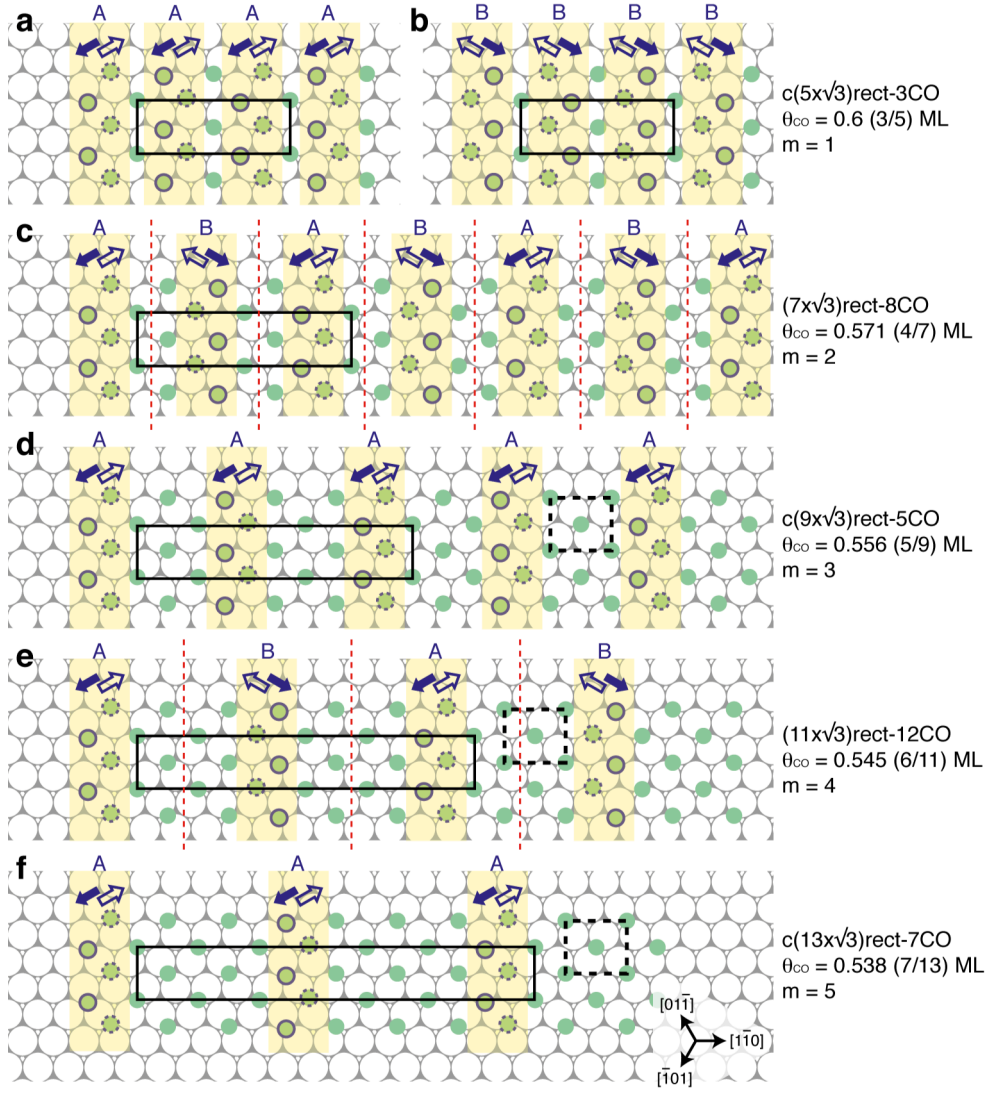 a A A A A
b B B B B
c(5x√3)rect-3CO
θCO = 0.6 (3/5) ML
m = 1
c A B A B A B A
(7x√3)rect-8CO
θCO = 0.571 (4/7) ML
m = 2
d A A A A A
c(9x√3)rect-5CO
θCO = 0.556 (5/9) ML
m = 3
e A B A B
(11x√3)rect-12CO
θCO = 0.545 (6/11) ML
m = 4
f A A A
c(13x√3)rect-7CO
θCO = 0.538 (7/13) ML
m = 5
[011̄]
[11̄0]
[1̄01]